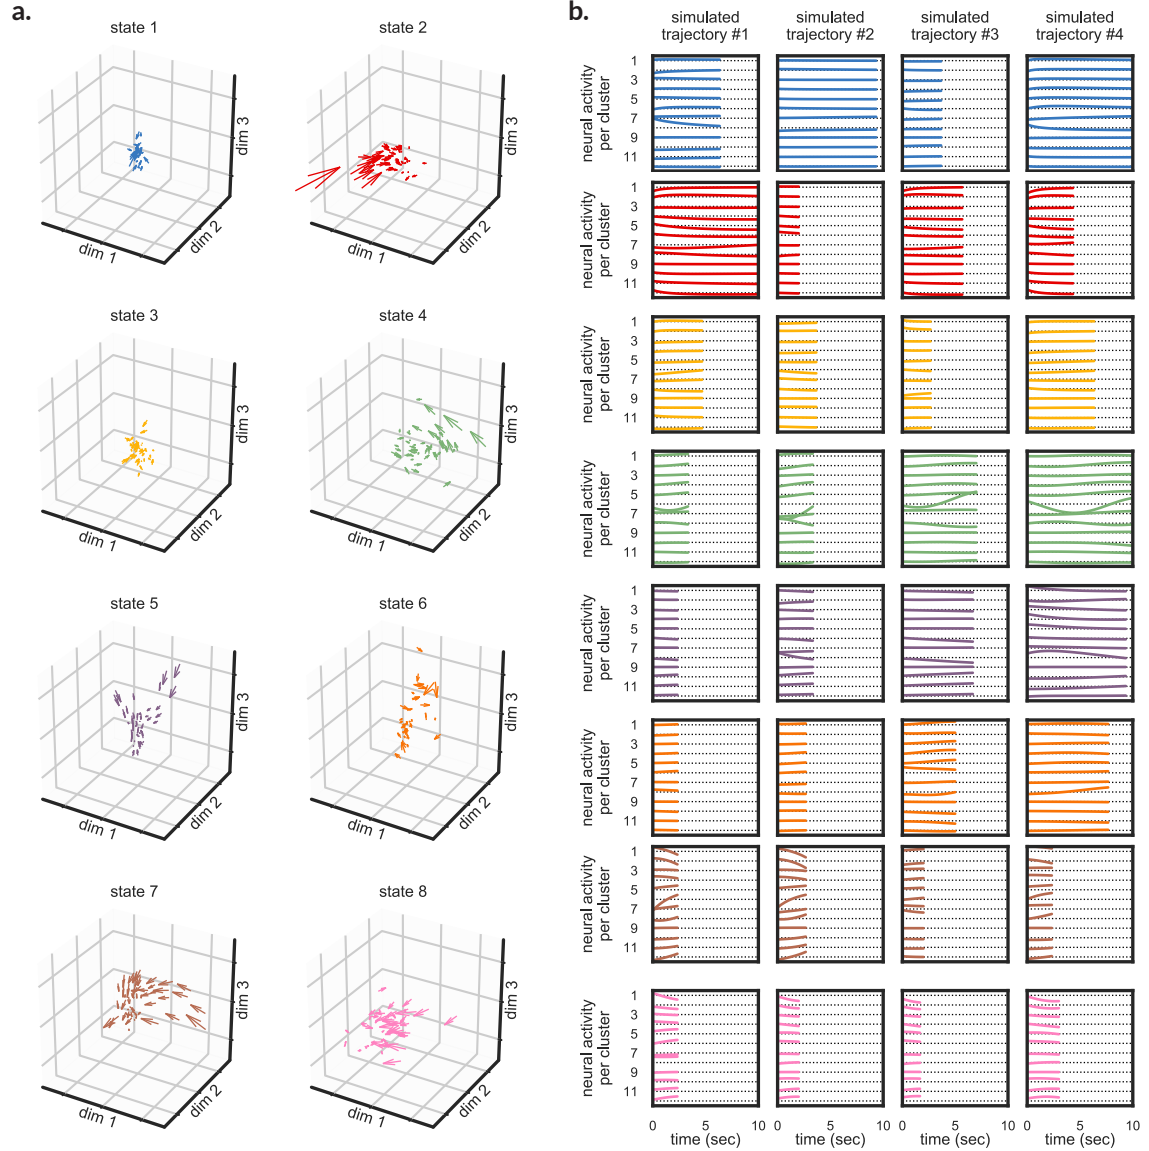 a.
state 1
dim 1
dim 2
dim 3
state 2
dim 1
dim 2
dim 3
state 3
dim 1
dim 2
dim 3
state 4
dim 1
dim 2
dim 3
state 5
dim 1
dim 2
dim 3
state 6
dim 1
dim 2
dim 3
state 7
dim 1
dim 2
dim 3
state 8
dim 1
dim 2
dim 3
b.
simulated
trajectory #1
simulated
trajectory #2
simulated
trajectory #3
simulated
trajectory #4
neural activity
per cluster
1
3
5
7
9
11
neural activity
per cluster
1
3
5
7
9
11
neural activity
per cluster
1
3
5
7
9
11
neural activity
per cluster
1
3
5
7
9
11
neural activity
per cluster
1
3
5
7
9
11
neural activity
per cluster
1
3
5
7
9
11
neural activity
per cluster
1
3
5
7
9
11
neural activity
per cluster
1
3
5
7
9
11
0 5 10
time (sec)
0 5 10
time (sec)
0 5 10
time (sec)
0 5 10
time (sec)